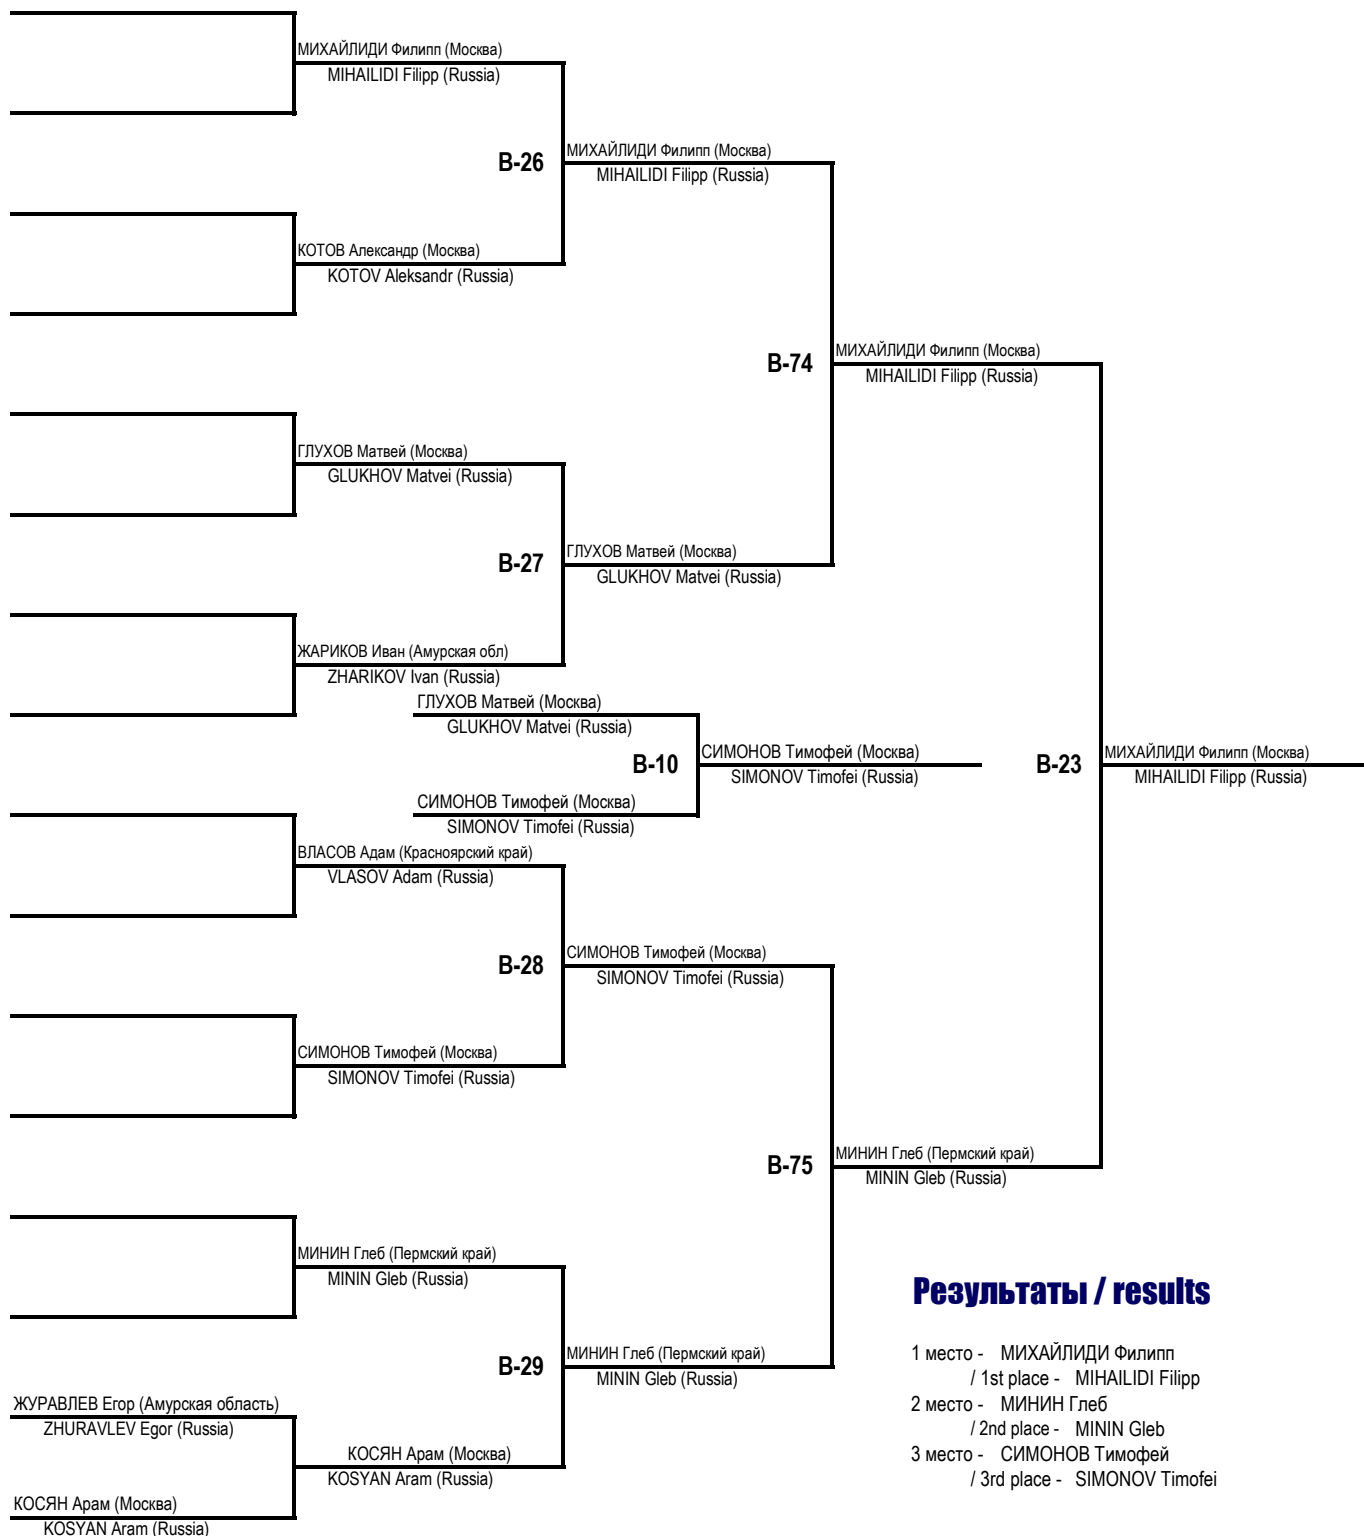 МИХАЙЛИДИ Филипп (Москва)
MIHAILIDI Filipp (Russia)
B-26
МИХАЙЛИДИ Филипп (Москва)
MIHAILIDI Filipp (Russia)
КОТОВ Александр (Москва)
KOTOV Aleksandr (Russia)
B-74
МИХАЙЛИДИ Филипп (Москва)
MIHAILIDI Filipp (Russia)
ГЛУХОВ Матвей (Москва)
GLUKHOV Matvei (Russia)
B-27
ГЛУХОВ Матвей (Москва)
GLUKHOV Matvei (Russia)
ЖАРИКОВ Иван (Амурская обл)
ZHARIKOV Ivan (Russia)
ГЛУХОВ Матвей (Москва)
GLUKHOV Matvei (Russia)
B-10
СИМОНОВ Тимофей (Москва)
SIMONOV Timofei (Russia)
B-23
МИХАЙЛИДИ Филипп (Москва)
MIHAILIDI Filipp (Russia)
СИМОНОВ Тимофей (Москва)
SIMONOV Timofei (Russia)
ВЛАСОВ Адам (Красноярский край)
VLASOV Adam (Russia)
B-28
СИМОНОВ Тимофей (Москва)
SIMONOV Timofei (Russia)
СИМОНОВ Тимофей (Москва)
SIMONOV Timofei (Russia)
B-75
МИНИН Глеб (Пермский край)
MININ Gleb (Russia)
МИНИН Глеб (Пермский край)
MININ Gleb (Russia)
B-29
МИНИН Глеб (Пермский край)
MININ Gleb (Russia)
ЖУРАВЛЕВ Егор (Амурская область)
ZHURAVLEV Egor (Russia)
КОСЯН Арам (Москва)
KOSYAN Aram (Russia)
КОСЯН Арам (Москва)
KOSYAN Aram (Russia)
Результаты / results
1 место - МИХАЙЛИДИ Филипп
/ 1st place - MIHAILIDI Filipp
2 место - МИНИН Глеб
/ 2nd place - MININ Gleb
3 место - СИМОНОВ Тимофей
/ 3rd place - SIMONOV Timofei